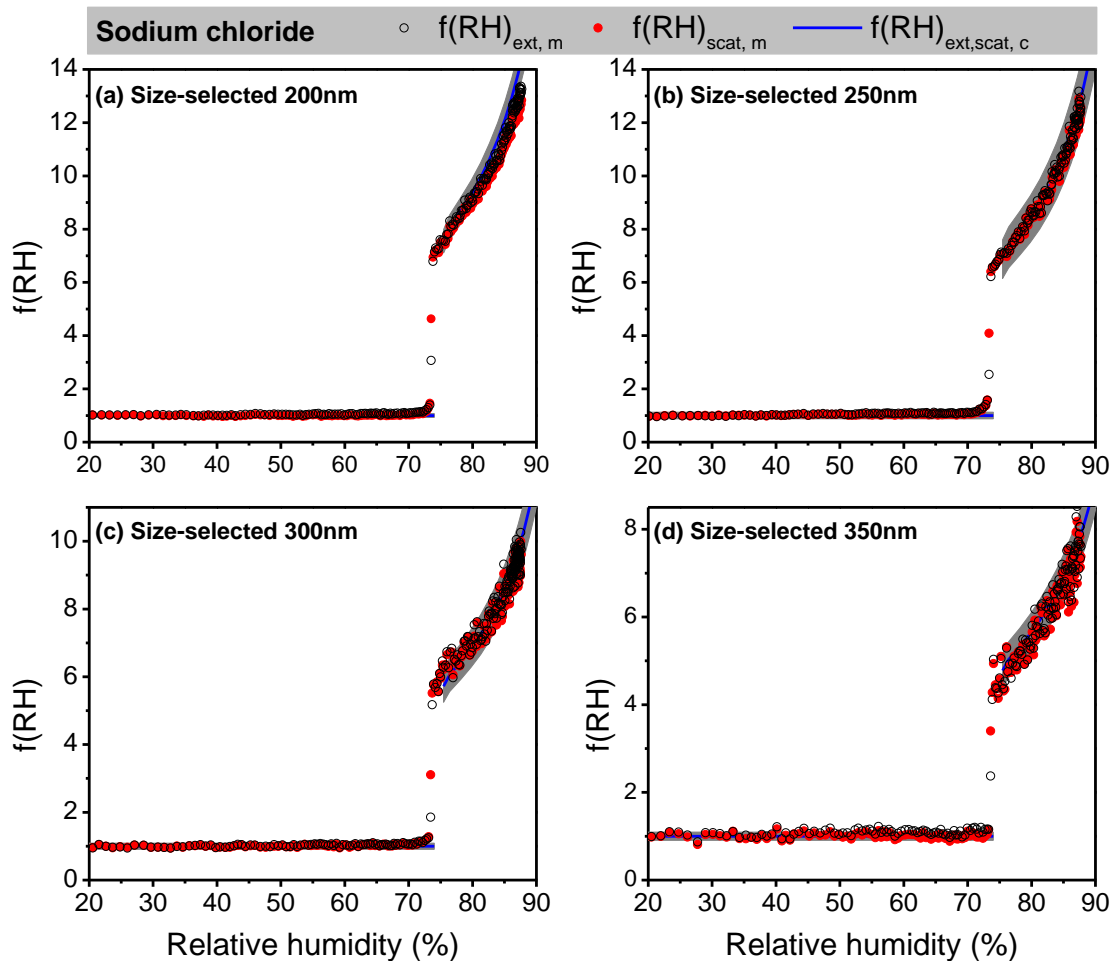 Sodium chloride f(RH)ext, m f(RH)scat, m f(RH)ext,scat, c
(a) Size-selected 200nm
14
12
10
8
6
4
2
0
f(RH)
20 30 40 50 60 70 80 90
(b) Size-selected 250nm
14
12
10
8
6
4
2
0
f(RH)
20 30 40 50 60 70 80 90
(c) Size-selected 300nm
10
8
6
4
2
0
f(RH)
20 30 40 50 60 70 80 90
Relative humidity (%)
(d) Size-selected 350nm
8
6
4
2
0
f(RH)
20 30 40 50 60 70 80 90
Relative humidity (%)